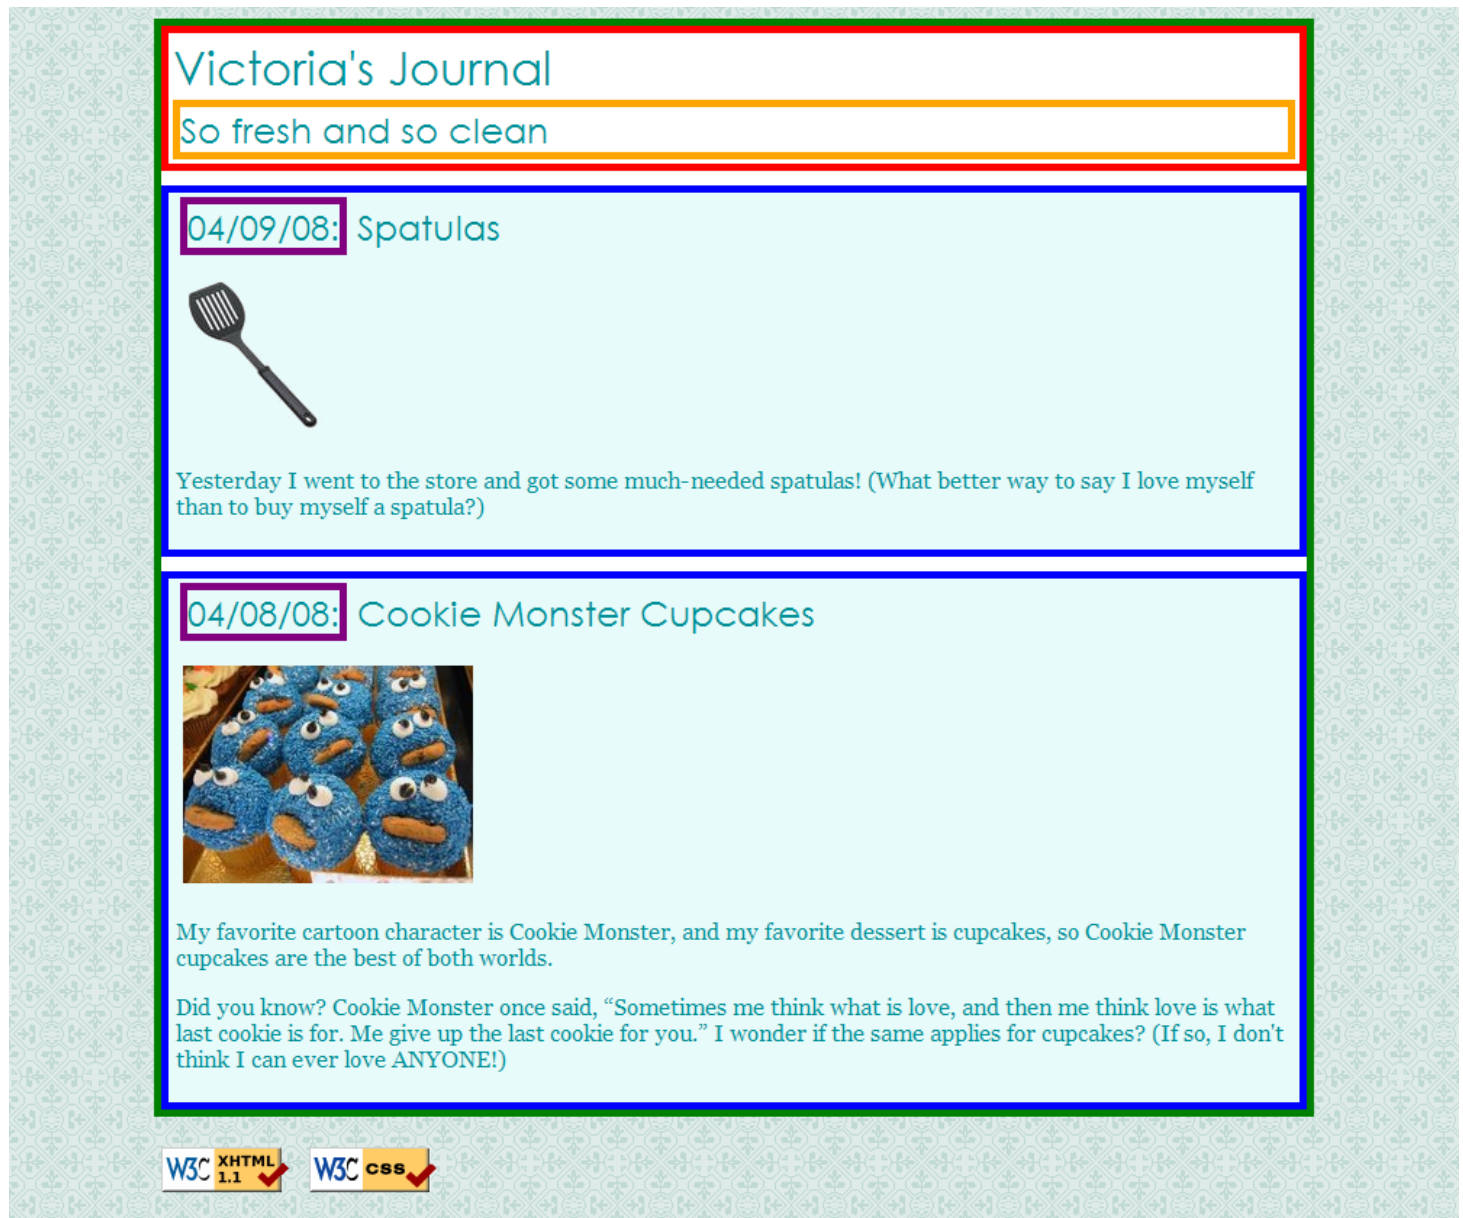 Victoria's Journal
So fresh and so clean
04/09/08: Spatulas
Yesterday I went to the store and got some much-needed spatulas! (What better way to say I love myself
than to buy myself a spatula?)
04/08/08: Cookie Monster Cupcakes
My favorite cartoon character is Cookie Monster, and my favorite dessert is cupcakes, so Cookie Monster
cupcakes are the best of both worlds.
Did you know? Cookie Monster once said, “Sometimes me think what is love, and then me think love is what
last cookie is for. Me give up the last cookie for you.” I wonder if the same applies for cupcakes? (If so, I don't
think I can ever love ANYONE!)
W3C XHTML 1.1 W3C CSS